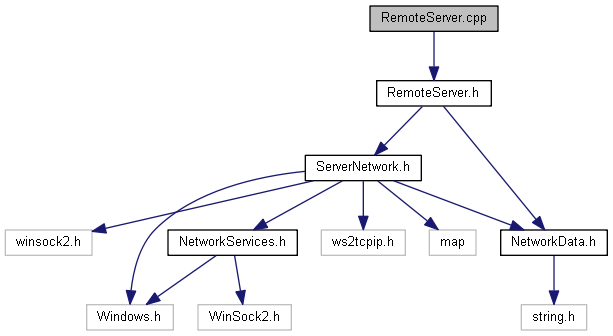 RemoteServer.cpp
RemoteServer.h
ServerNetwork.h
winsock2.h
NetworkServices.h
ws2tcpip.h
map
NetworkData.h
Windows.h
WinSock2.h
string.h